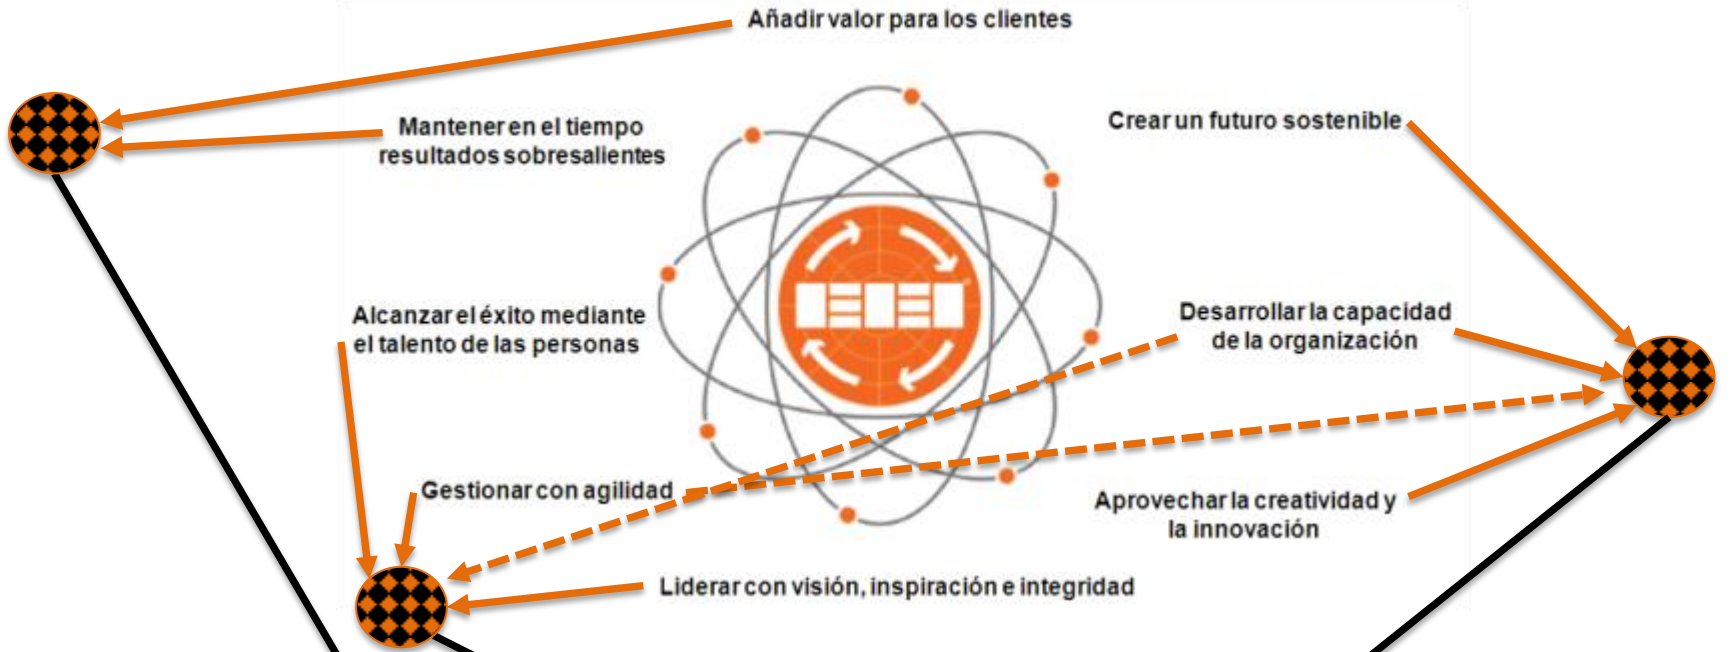 Añadir valor para los clientes
Mantener en el tiempo
resultados sobresalientes
Crear un futuro sostenible
Alcanzar el éxito mediante
el talento de las personas
Desarrollar la capacidad
de la organización
Gestionar con agilidad
Aprovechar la creatividad y
la innovación
Liderar con visión, inspiración e integridad